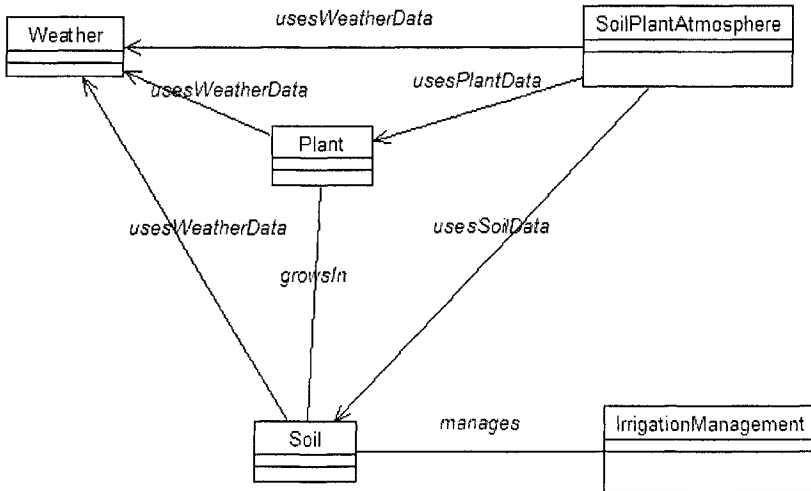 usesWeatherData
SoilPlantAtmosphere
Weather
usesWeatherData
usesPlantData
Plant
usesWeatherData
usesSoilData
growsIn
Soil
manages
IrrigationManagement